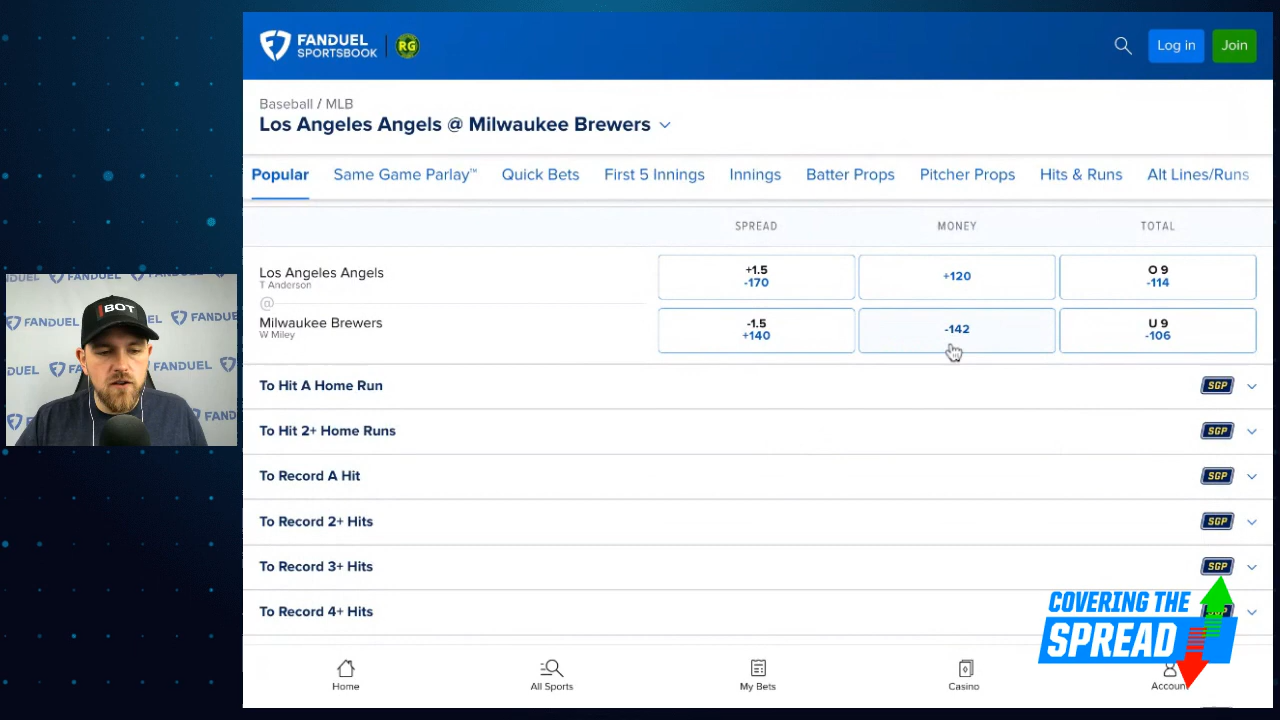 FANDUEL
SPORTSBOOK
RG
Log in
Join
Baseball / MLB
Los Angeles Angels @ Milwaukee Brewers
Popular
Same Game Parlay™
Quick Bets
First 5 Innings
Innings
Batter Props
Pitcher Props
Hits & Runs
Alt Lines/Runs
SPREAD
MONEY
TOTAL
Los Angeles Angels
T Anderson
+1.5
-170
+120
O 9
-114
@
Milwaukee Brewers
W Miley
-1.5
+140
-142
U 9
-106
To Hit A Home Run
SGP
To Hit 2+ Home Runs
SGP
To Record A Hit
SGP
To Record 2+ Hits
SGP
To Record 3+ Hits
SGP
To Record 4+ Hits
COVERING THE
SPREAD
Home
All Sports
My Bets
Casino
Account
BOT
FANDUEL
FANDUEL
FANDUEL